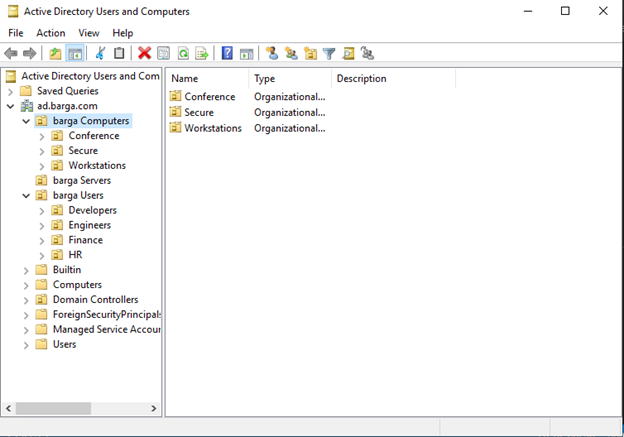 Active Directory Users and Computers
File Action View Help
Active Directory Users and Com
Saved Queries
ad.barga.com
barga Computers
Conference
Secure
Workstations
barga Servers
barga Users
Developers
Engineers
Finance
HR
Builtin
Computers
Domain Controllers
ForeignSecurityPrincipals
Managed Service Accour
Users
Name Type Description
Conference Organizational...
Secure Organizational...
Workstations Organizational...